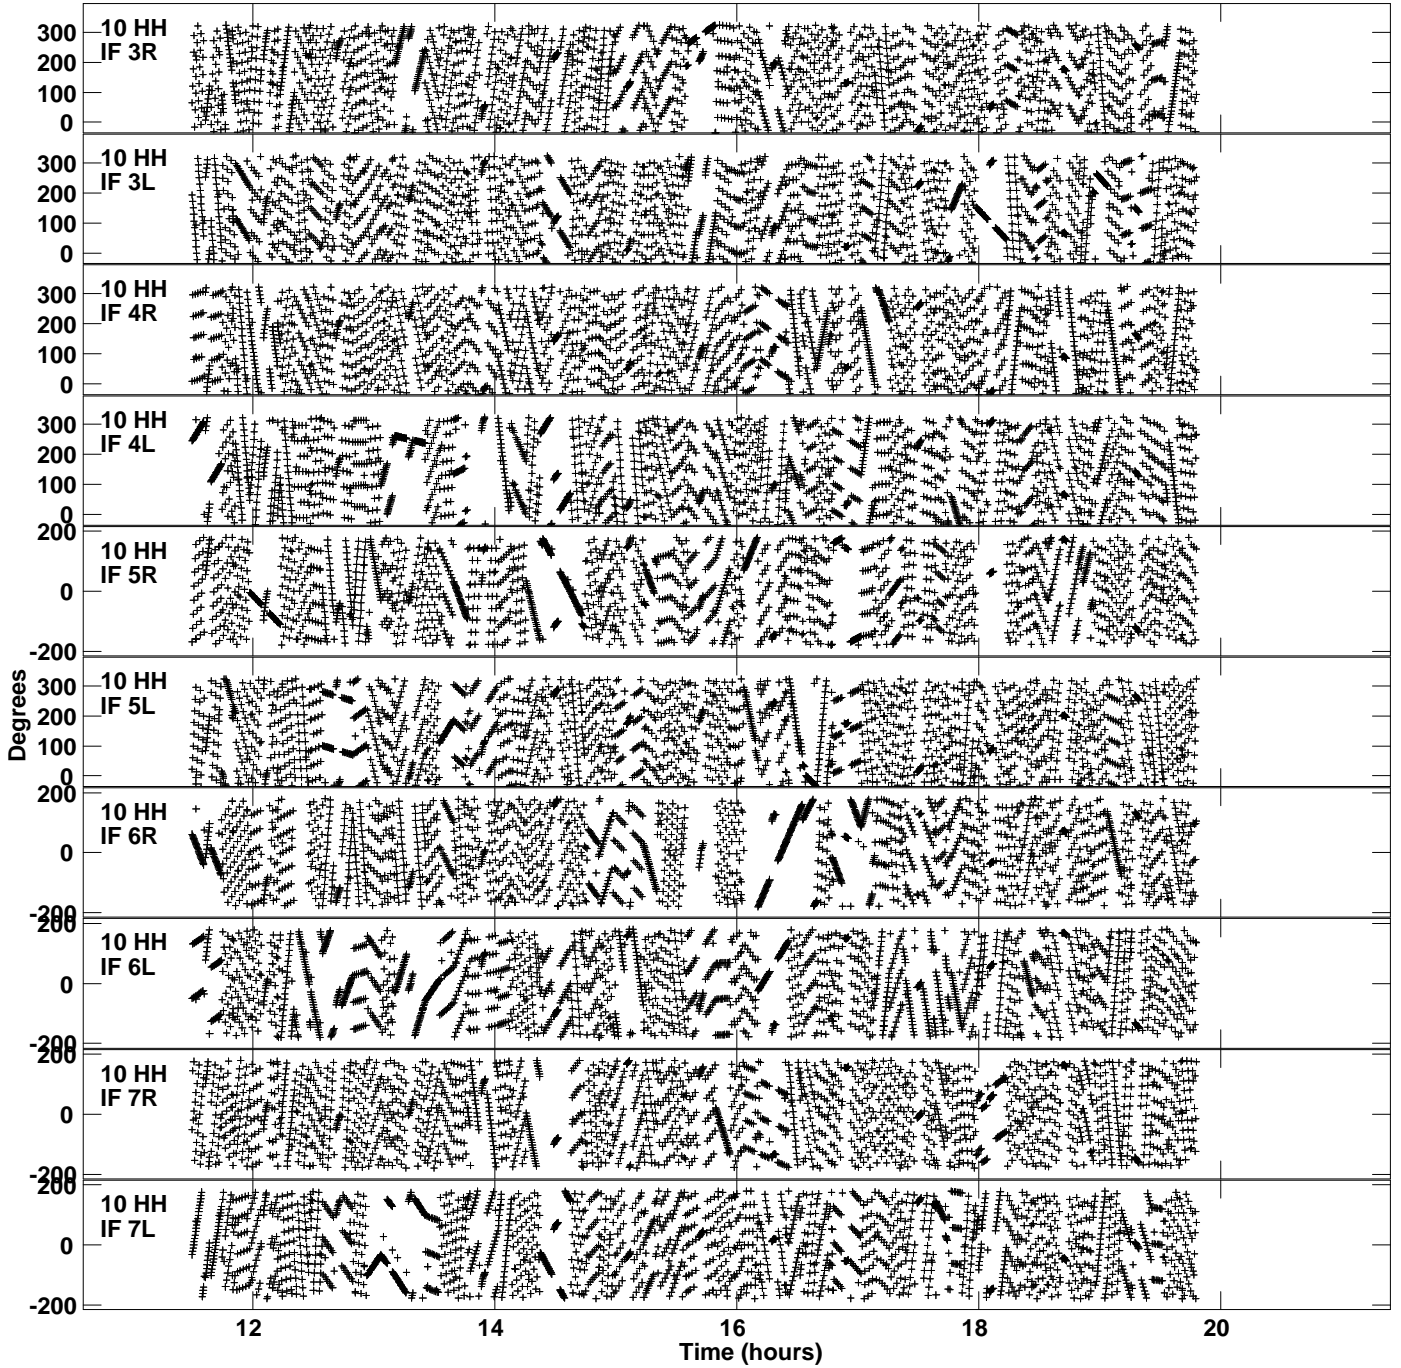 10 HH
IF 3R
300
200
100
0
10 HH
IF 3L
300
200
100
0
10 HH
IF 4R
300
200
100
0
10 HH
IF 4L
300
200
100
0
10 HH
IF 5R
200
0
-200
10 HH
IF 5L
300
200
100
0
10 HH
IF 6R
200
0
-200
10 HH
IF 6L
200
0
-200
10 HH
IF 7R
200
0
-200
10 HH
IF 7L
200
0
-200
Degrees
12 14 16 18 20
Time (hours)